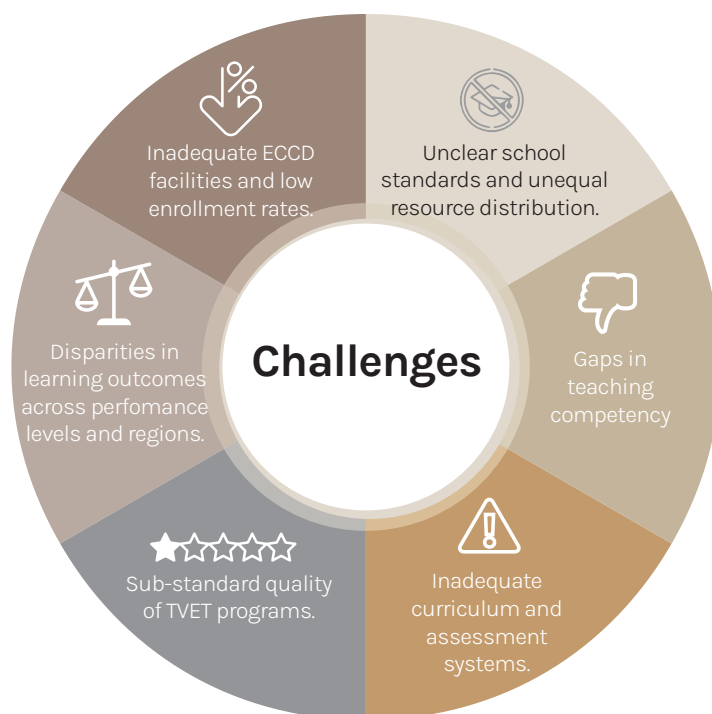 Challenges
Unclear school
standards and unequal
resource distribution.
Gaps in
teaching
competency
Inadequate
curriculum and
assessment
systems.
Sub-standard quality
of TVET programs.
Disparities in
learning outcomes
across perfomance
levels and regions.
Inadequate ECCD
facilities and low
enrollment rates.